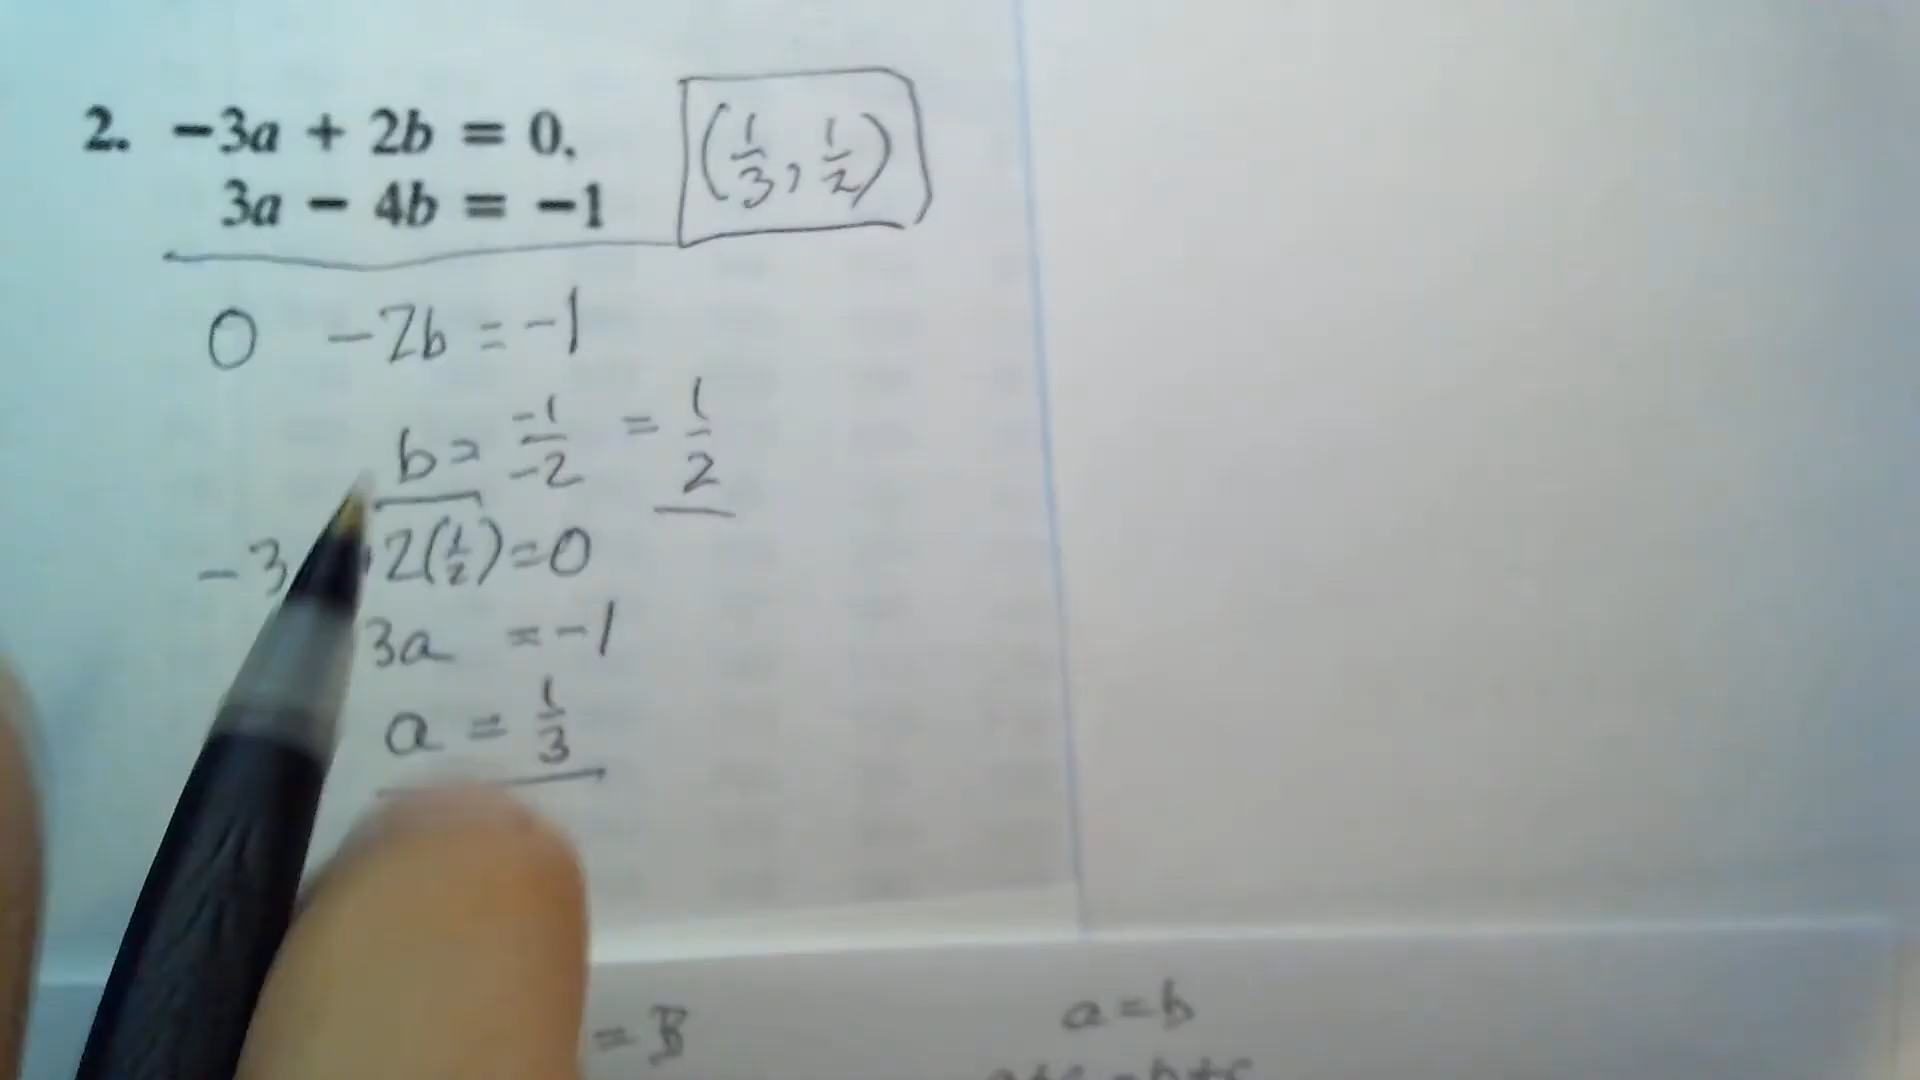 2. -3a + 2b = 0,
3a - 4b = -1
(1/3, 1/2)
0 -2b = -1
b = -1/-2 = 1/2
-3 2(1/2) = 0
3a = -1
a = 1/3
= B
a = b